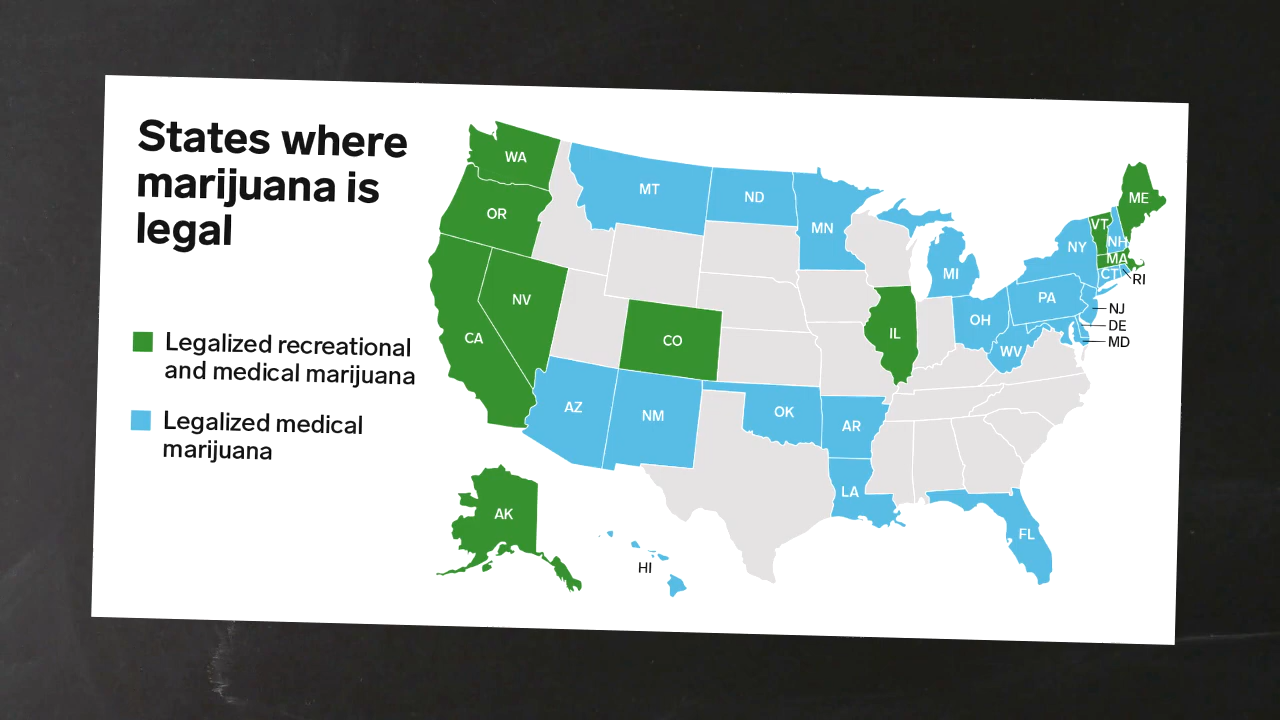 States where
marijuana is
legal
Legalized recreational
and medical marijuana
Legalized medical
marijuana
WA
OR
CA
NV
MT
ND
MN
CO
AZ
NM
OK
AR
LA
IL
MI
OH
WV
PA
NY
VT
NH
ME
MA
CT
RI
NJ
DE
MD
FL
AK
HI